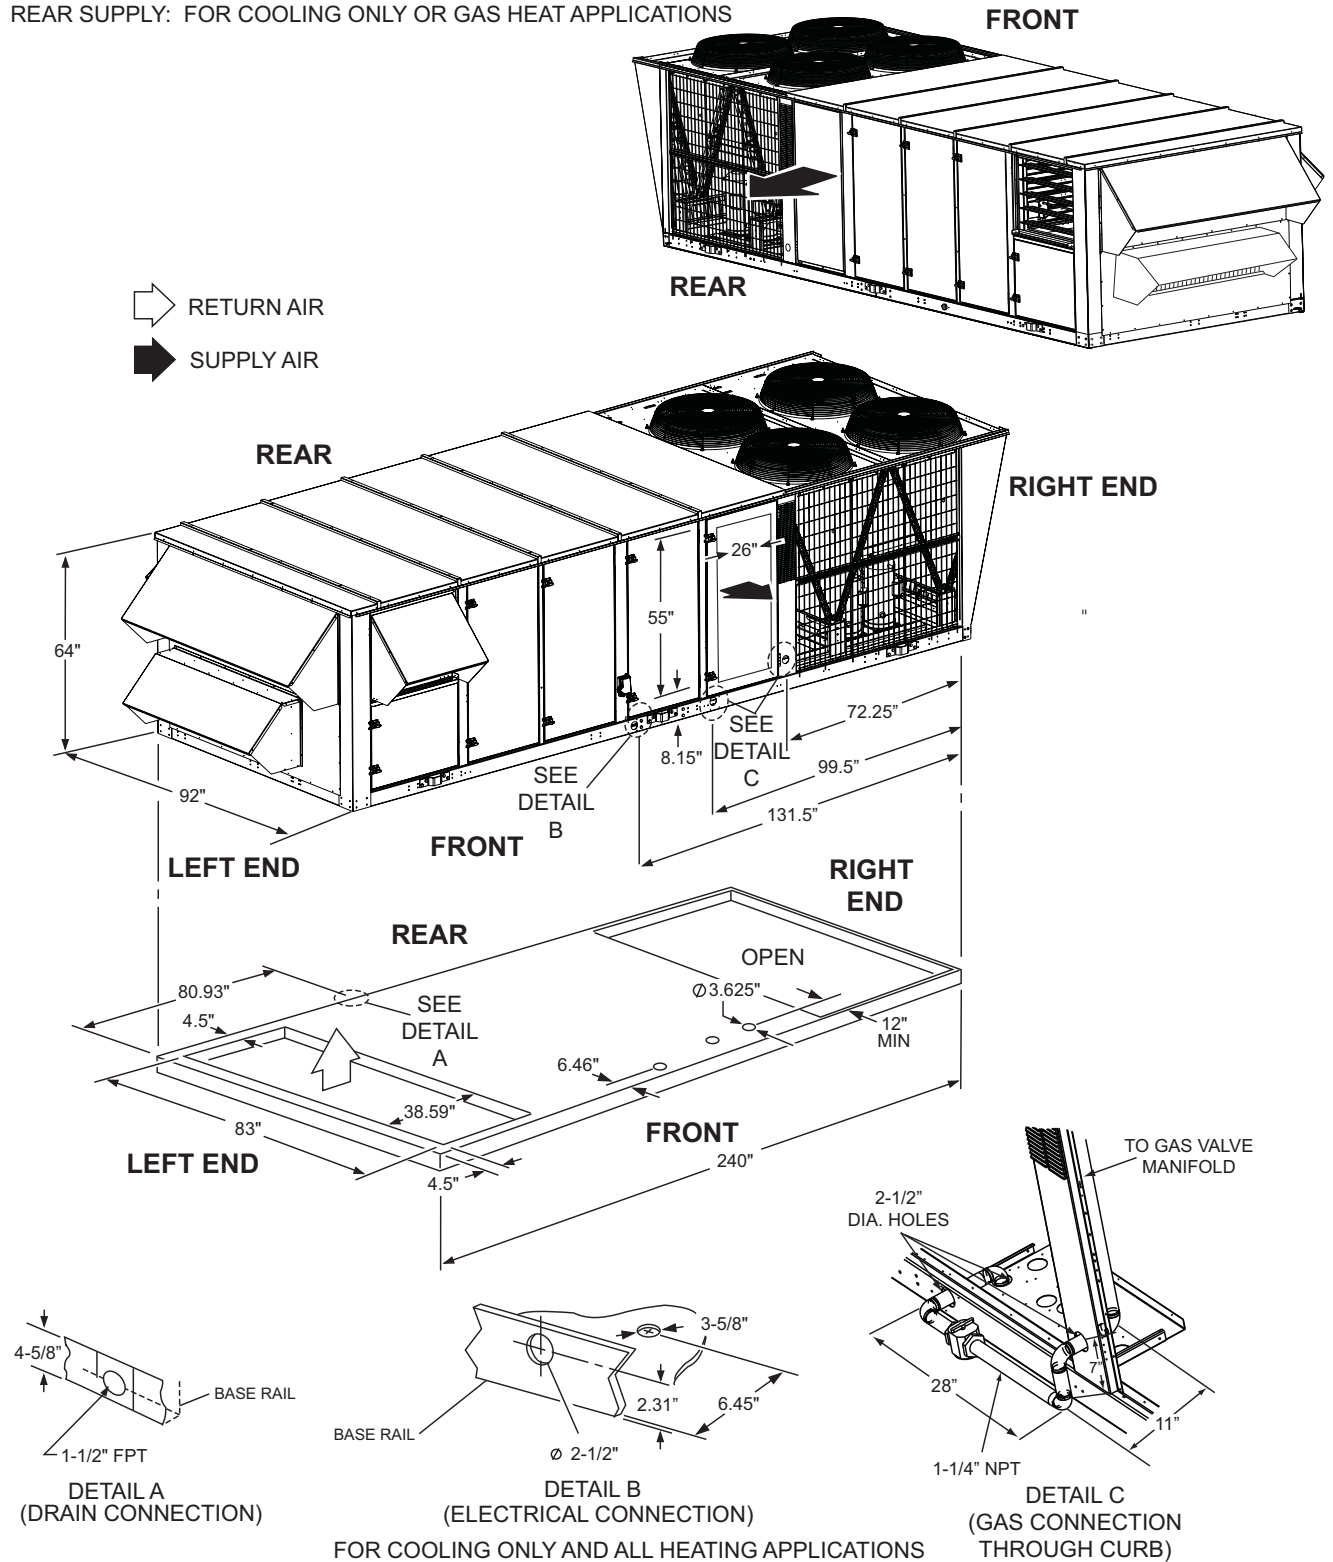 REAR SUPPLY: FOR COOLING ONLY OR GAS HEAT APPLICATIONS
FRONT
REAR
RETURN AIR
SUPPLY AIR
REAR
RIGHT END
26"
55"
64"
"
72.25”
SEE
DETAIL
C
8.15"
99.5”
SEE
DETAIL
B
92"
131.5”
FRONT
LEFT END
RIGHT
END
REAR
OPEN
80.93"
Ø3.625"
SEE
DETAIL
A
4.5"
12"
MIN
6.46"
38.59"
83"
FRONT
LEFT END
240"
4.5"
TO GAS VALVE
MANIFOLD
2-1/2”
DIA. HOLES
4-5/8”
BASE RAIL
1-1/2" FPT
DETAIL A
(DRAIN CONNECTION)
3-5/8"
2.31”
6.45"
BASE RAIL
Ø 2-1/2"
DETAIL B
(ELECTRICAL CONNECTION)
7”
28”
11”
1-1/4” NPT
DETAIL C
(GAS CONNECTION
THROUGH CURB)
FOR COOLING ONLY AND ALL HEATING APPLICATIONS